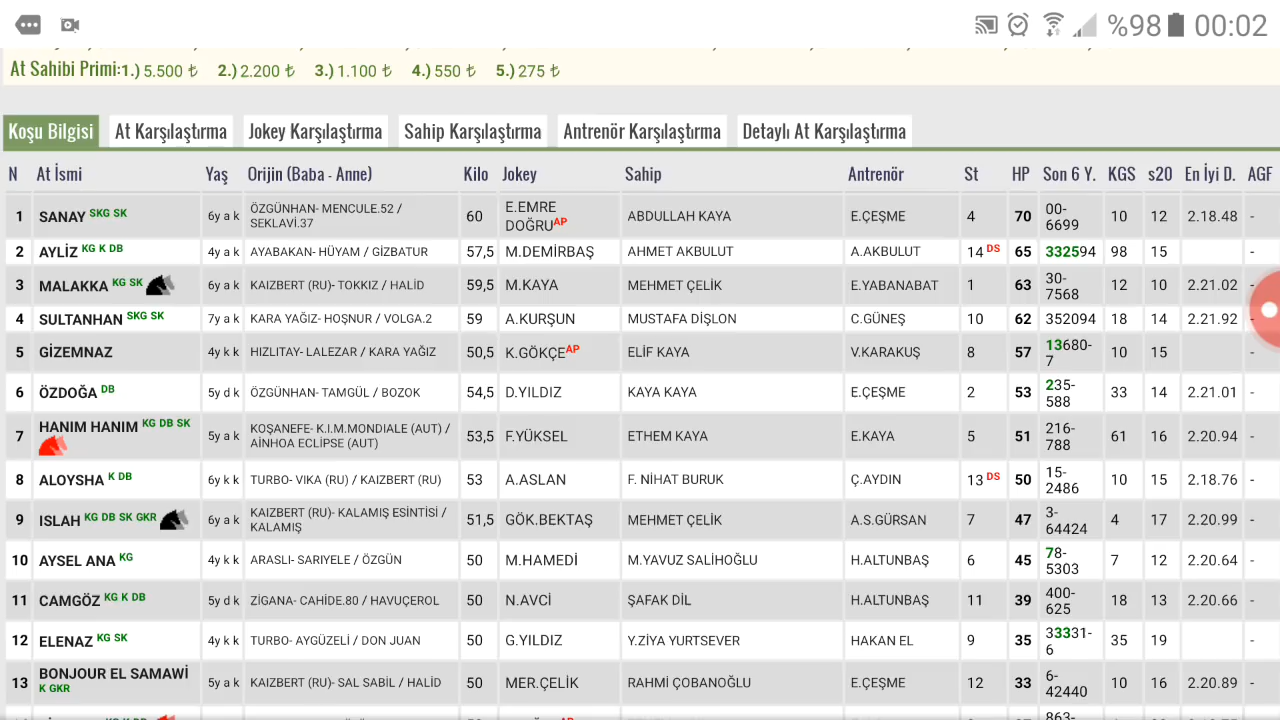 %98 00:02
At Sahibi Primi:1.) 5.500 ₺ 2.) 2.200 ₺ 3.) 1.100 ₺ 4.) 550 ₺ 5.) 275 ₺
Koşu Bilgisi At Karşılaştırma Jokey Karşılaştırma Sahip Karşılaştırma Antrenör Karşılaştırma Detaylı At Karşılaştırma
N At İsmi Yaş Orijin (Baba - Anne) Kilo Jokey Sahip Antrenör St HP Son 6 Y. KGS s20 En İyi D. AGF
1 SANAY SKG SK 6y a k ÖZGÜNHAN- MENCULE.52 / SEKLAVİ.37 60 E.EMRE DOĞRUAP ABDULLAH KAYA E.ÇEŞME 4 70 00-6699 10 12 2.18.48 -
2 AYLİZ KG K DB 4y a k AYABAKAN- HÜYAM / GİZBATUR 57,5 M.DEMİRBAŞ AHMET AKBULUT A.AKBULUT 14 DS 65 332594 98 15 -
3 MALAKKA KG SK 6y a k KAIZBERT (RU)- TOKKIZ / HALİD 59,5 M.KAYA MEHMET ÇELİK E.YABANABAT 1 63 30-7568 12 10 2.21.02 -
4 SULTANHAN SKG SK 7y a k KARA YAĞIZ- HOŞNUR / VOLGA.2 59 A.KURŞUN MUSTAFA DİŞLON C.GÜNEŞ 10 62 352094 18 14 2.21.92 -
5 GİZEMNAZ 4y k k HIZLITAY- LALEZAR / KARA YAĞIZ 50,5 K.GÖKÇEAP ELİF KAYA V.KARAKUŞ 8 57 13680-7 10 15 -
6 ÖZDOĞA DB 5y d k ÖZGÜNHAN- TAMGÜL / BOZOK 54,5 D.YILDIZ KAYA KAYA E.ÇEŞME 2 53 235-588 33 14 2.21.01 -
7 HANIM HANIM KG DB SK 5y a k KOŞANEFE- K.I.M.MONDIALE (AUT) / AİNHOA ECLİPSE (AUT) 53,5 F.YÜKSEL ETHEM KAYA E.KAYA 5 51 216-788 61 16 2.20.94 -
8 ALOYSHA K DB 6y k k TURBO- VIKA (RU) / KAIZBERT (RU) 53 A.ASLAN F. NİHAT BURUK Ç.AYDIN 13 DS 50 15-2486 10 15 2.18.76 -
9 ISLAH KG DB SK GKR 6y a k KAIZBERT (RU)- KALAMIŞ ESİNTİSİ / KALAMIŞ 51,5 GÖK.BEKTAŞ MEHMET ÇELİK A.S.GÜRSAN 7 47 3-64424 4 17 2.20.99 -
10 AYSEL ANA KG 4y k k ARASLI- SARIYELE / ÖZGÜN 50 M.HAMEDİ M.YAVUZ SALİHOĞLU H.ALTUNBAŞ 6 45 78-5303 7 12 2.20.64 -
11 CAMGÖZ KG K DB 5y d k ZİGANA- CAHİDE.80 / HAVUÇEROL 50 N.AVCİ ŞAFAK DİL H.ALTUNBAŞ 11 39 400-625 18 13 2.20.66 -
12 ELENAZ KG SK 4y k k TURBO- AYGÜZELİ / DON JUAN 50 G.YILDIZ Y.ZİYA YURTSEVER HAKAN EL 9 35 33331-6 35 19 -
13 BONJOUR EL SAMAWİ K GKR 5y a k KAIZBERT (RU)- SAL SABİL / HALİD 50 MER.ÇELİK RAHMİ ÇOBANOĞLU E.ÇEŞME 12 33 6-42440 10 16 2.20.89 -
863-